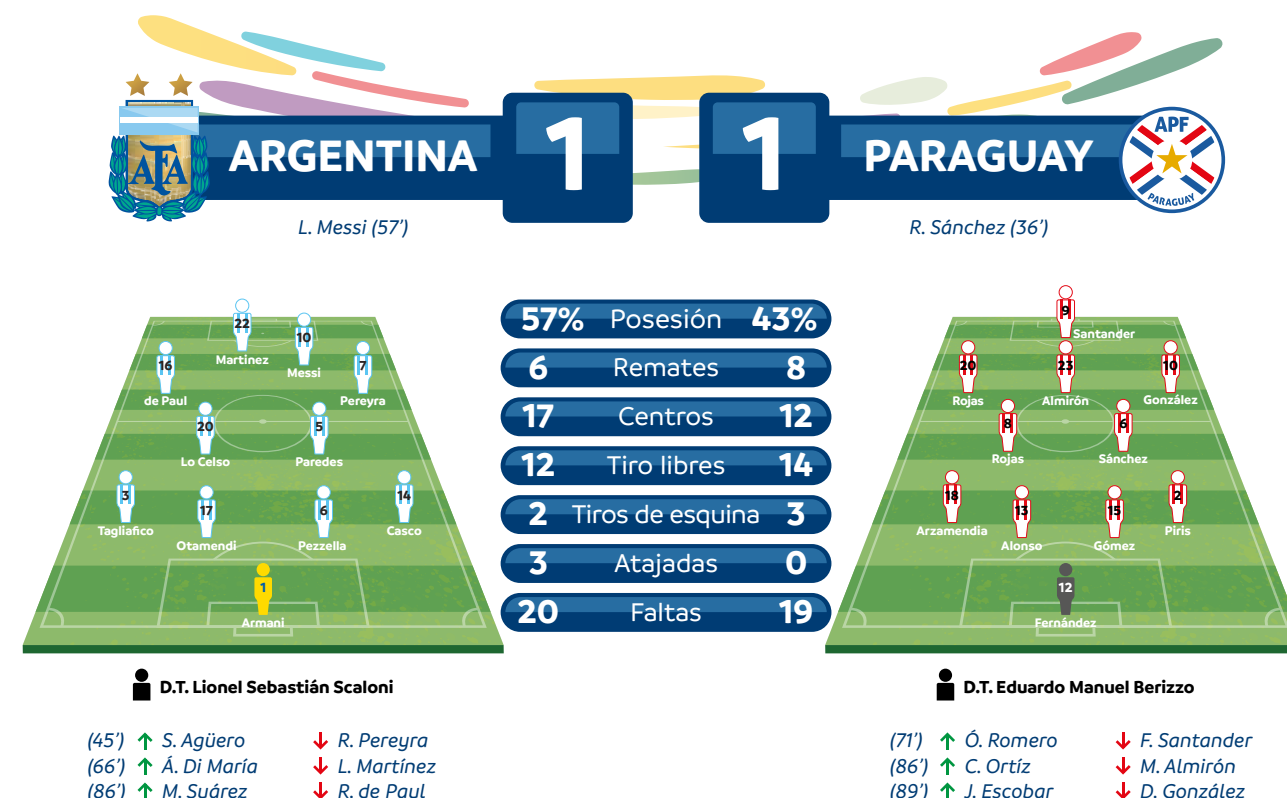 ARGENTINA 1 1 PARAGUAY
AFA
APF
PARAGUAY
L. Messi (57') R. Sánchez (36')
57% Posesión 43%
6 Remates 8
17 Centros 12
12 Tiro libres 14
2 Tiros de esquina 3
3 Atajadas 0
20 Faltas 19
22 Martínez
10 Messi
16 de Paul
7 Pereyra
20 Lo Celso
5 Paredes
3 Tagliafico
17 Otamendi
6 Pezzella
14 Casco
1 Armani
9 Santander
20 Rojas
23 Almirón
10 González
8 Rojas
6 Sánchez
18 Arzamendia
13 Alonso
15 Gómez
2 Piris
12 Fernández
D.T. Lionel Sebastián Scaloni
(45') S. Agüero R. Pereyra
(66') Á. Di María L. Martínez
(86') M. Suárez R. de Paul
D.T. Eduardo Manuel Berizzo
(71') Ó. Romero F. Santander
(86') C. Ortíz M. Almirón
(89') J. Escobar D. González